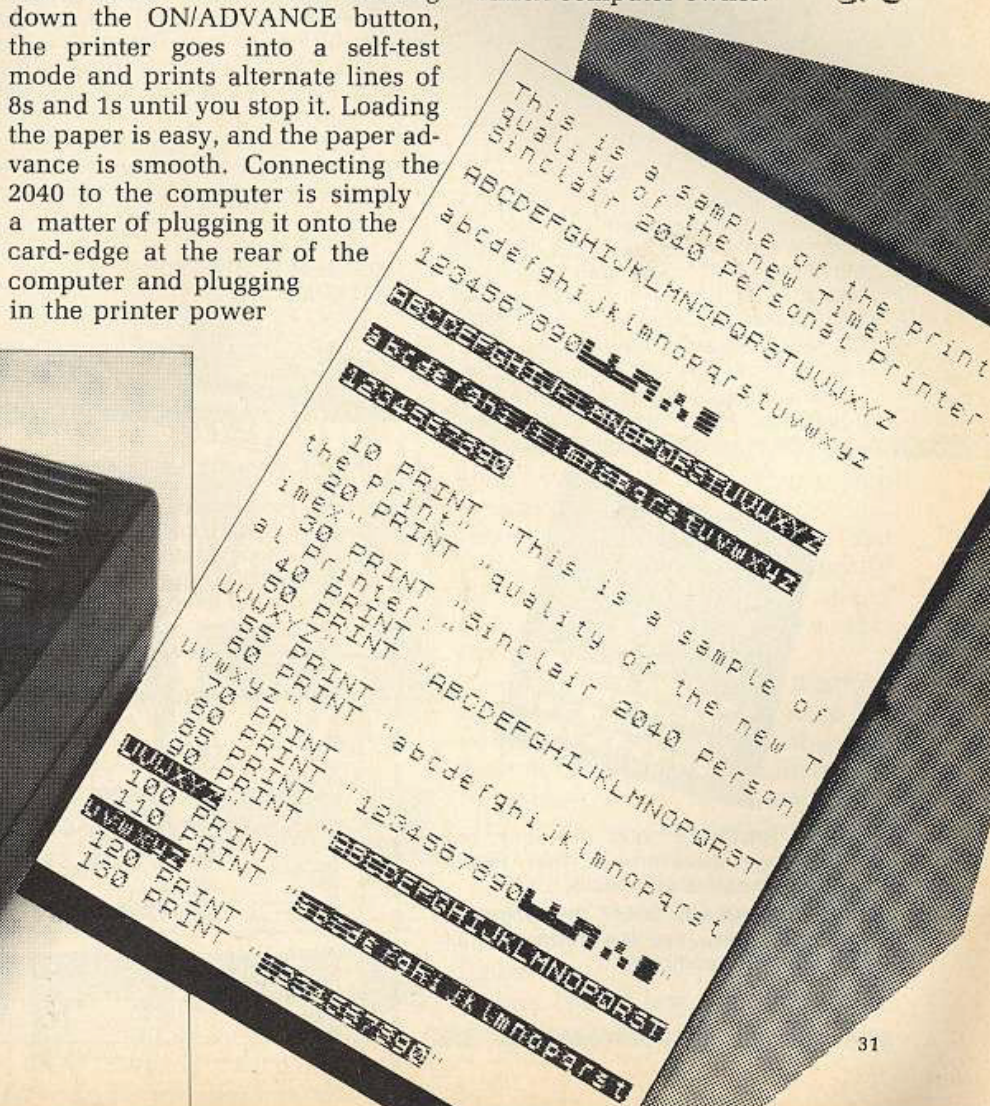 down the ON/ADVANCE button,
the printer goes into a self-test
mode and prints alternate lines of
8s and 1s until you stop it. Loading
the paper is easy, and the paper ad-
vance is smooth. Connecting the
2040 to the computer is simply
a matter of plugging it onto the
card-edge at the rear of the
computer and plugging
in the printer power
This is a sample of the print
quality of the new Timex
Sinclair 2040 Personal Printer.
ABCDEFGHIJKLMNOPQRSTUVWXYZ
abcdefghijklmnopqrstuvwxyz
1234567890
ABCDEFGHIJKLMNOPQRSTUVWXYZ
abcdefghijklmnopqrstuvwxyz
1234567890
10 PRINT "This is a sample of
the print"
20 PRINT "quality of the new T
imex"
30 PRINT "Sinclair 2040 Person
al Printer."
40 PRINT
50 PRINT "ABCDEFGHIJKLMNOPQRST
UVWXYZ"
55 PRINT
60 PRINT "abcdefghijklmnopqrst
uvwxyz"
70 PRINT
80 PRINT "1234567890"
85 PRINT
90 PRINT "ABCDEFGHIJKLMNOPQRST
UVWXYZ"
100 PRINT
110 PRINT "abcdefghijklmnopqrst
uvwxyz"
120 PRINT
130 PRINT "1234567890"
31